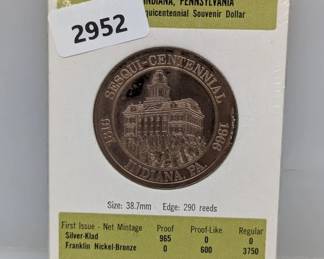 2952
INDIANA, PENNSYLVANIA
quicentennial Souvenir Dollar
SESQUI-CENTENNIAL
1816 1966
INDIANA, PA.
Size: 38.7mm Edge: 290 reeds
First Issue - Net Mintage Proof Proof-Like Regular
Silver-Klad 965 0 0
Franklin Nickel-Bronze 0 600 3750